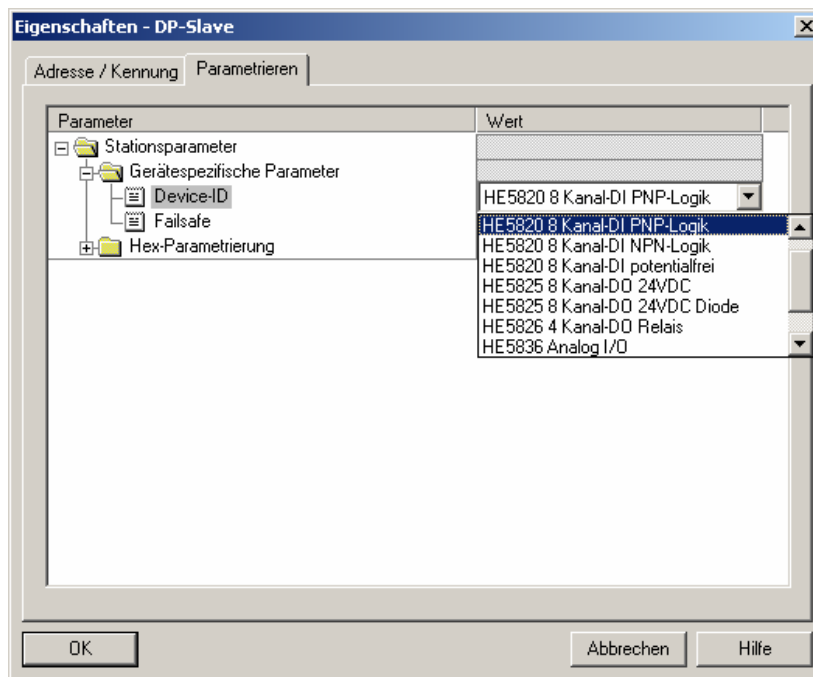 Eigenschaften - DP-Slave
Adresse / Kennung Parametrieren
Parameter Wert
Stationsparameter
Gerätespezifische Parameter
Device-ID HE5820 8 Kanal-DI PNP-Logik
Failsafe HE5820 8 Kanal-DI PNP-Logik
Hex-Parametrierung HE5820 8 Kanal-DI NPN-Logik
HE5820 8 Kanal-DI potentialfrei
HE5825 8 Kanal-DO 24VDC
HE5825 8 Kanal-DO 24VDC Diode
HE5826 4 Kanal-DO Relais
HE5836 Analog I/O
OK Abbrechen Hilfe